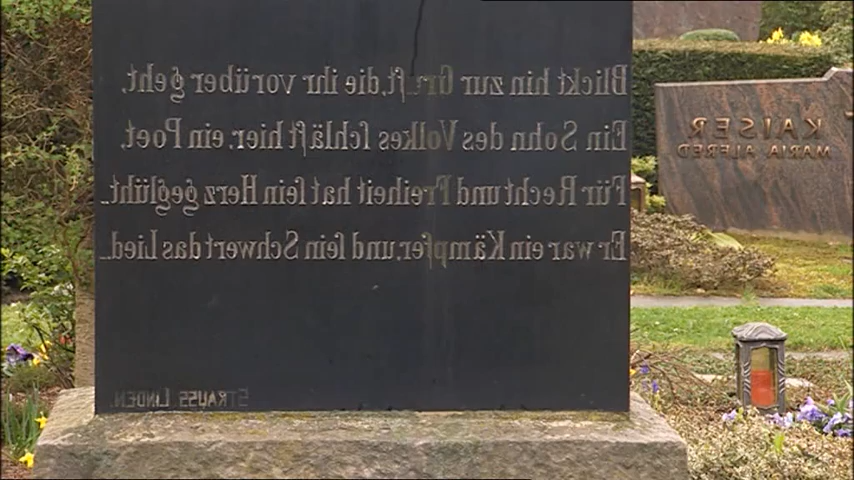 Blickt hin zur Gruft, die ihr vorüber geht,
Ein Sohn des Volkes ſchläft hier, ein Poet,
Für Recht und Freiheit hat ſein Herz geglüht.
Er war ein Kämpfer, und ſein Schwert das Lied.
STRAUSS LINDEN.
KAISER
MARIA ALFRED